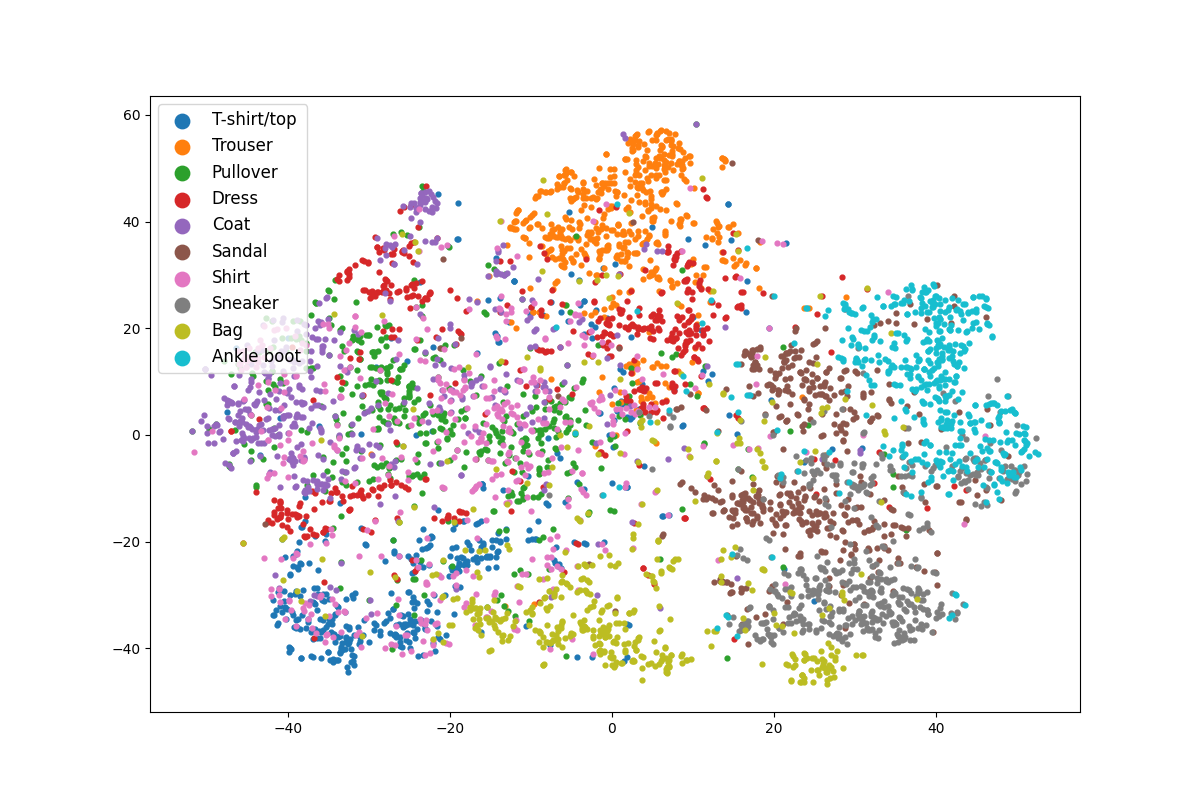 60
40
20
0
−20
−40
−40
−20
0
20
40
T-shirt/top
Trouser
Pullover
Dress
Coat
Sandal
Shirt
Sneaker
Bag
Ankle boot